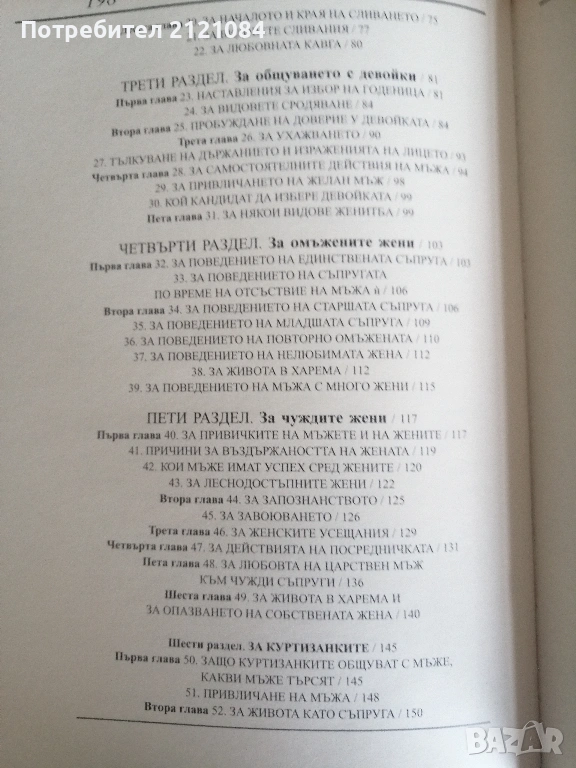 198
Потребител 2121084
ЗА НАЧАЛОТО И КРАЯ НА СЛИВАНЕТО / 75
СЛИВАНИЯ / 77
22. ЗА ЛЮБОВНАТА КАВГА / 80
ТРЕТИ РАЗДЕЛ. За общуването с девойки / 81
Първа глава 23. НАСТАВЛЕНИЯ ЗА ИЗБОР НА ГОДЕНИЦА / 81
24. ЗА ВИДОВЕТЕ СРОДЯВАНЕ / 84
Втора глава 25. ПРОБУЖДАНЕ НА ДОВЕРИЕ У ДЕВОЙКАТА / 84
Трета глава 26. ЗА УХАЖВАНЕТО / 90
27. ТЪЛКУВАНЕ НА ДЪРЖАНИЕТО И ИЗРАЖЕНИЯТА НА ЛИЦЕТО / 93
Четвърта глава 28. ЗА САМОСТОЯТЕЛНИТЕ ДЕЙСТВИЯ НА МЪЖА / 94
29. ЗА ПРИВЛИЧАНЕТО НА ЖЕЛАН МЪЖ / 98
30. КОЙ КАНДИДАТ ДА ИЗБЕРЕ ДЕВОЙКАТА / 99
Пета глава 31. ЗА НЯКОИ ВИДОВЕ ЖЕНИТБА / 99
ЧЕТВЪРТИ РАЗДЕЛ. За омъжените жени / 103
Първа глава 32. ЗА ПОВЕДЕНИЕТО НА ЕДИНСТВЕНАТА СЪПРУГА / 103
33. ЗА ПОВЕДЕНИЕТО НА СЪПРУГАТА
ПО ВРЕМЕ НА ОТСЪСТВИЕ НА МЪЖА ѝ / 106
Втора глава 34. ЗА ПОВЕДЕНИЕТО НА СТАРШАТА СЪПРУГА / 106
35. ЗА ПОВЕДЕНИЕТО НА МЛАДШАТА СЪПРУГА / 109
36. ЗА ПОВЕДЕНИЕТО НА ПОВТОРНО ОМЪЖЕНАТА / 110
37. ЗА ПОВЕДЕНИЕТО НА НЕЛЮБИМАТА ЖЕНА / 112
38. ЗА ЖИВОТА В ХАРЕМА / 112
39. ЗА ПОВЕДЕНИЕТО НА МЪЖА С МНОГО ЖЕНИ / 115
ПЕТИ РАЗДЕЛ. За чуждите жени / 117
Първа глава 40. ЗА ПРИВИЧКИТЕ НА МЪЖЕТЕ И НА ЖЕНИТЕ / 117
41. ПРИЧИНИ ЗА ВЪЗДЪРЖАНОСТТА НА ЖЕНАТА / 119
42. КОИ МЪЖЕ ИМАТ УСПЕХ СРЕД ЖЕНИТЕ / 120
43. ЗА ЛЕСНОДОСТЪПНИТЕ ЖЕНИ / 122
Втора глава 44. ЗА ЗАПОЗНАНСТВОТО / 125
45. ЗА ЗАВОЮВАНЕТО / 126
Трета глава 46. ЗА ЖЕНСКИТЕ УСЕЩАНИЯ / 129
Четвърта глава 47. ЗА ДЕЙСТВИЯТА НА ПОСРЕДНИЧКАТА / 131
Пета глава 48. ЗА ЛЮБОВТА НА ЦАРСТВЕН МЪЖ
КЪМ ЧУЖДИ СЪПРУГИ / 136
Шеста глава 49. ЗА ЖИВОТА В ХАРЕМА И
ЗА ОПАЗВАНЕТО НА СОБСТВЕНАТА ЖЕНА / 140
Шести раздел. ЗА КУРТИЗАНКИТЕ / 145
Първа глава 50. ЗАЩО КУРТИЗАНКИТЕ ОБЩУВАТ С МЪЖЕ,
КАКВИ МЪЖЕ ТЪРСЯТ / 145
51. ПРИВЛИЧАНЕ НА МЪЖА / 148
Втора глава 52. ЗА ЖИВОТА КАТО СЪПРУГА / 150
BAZAR